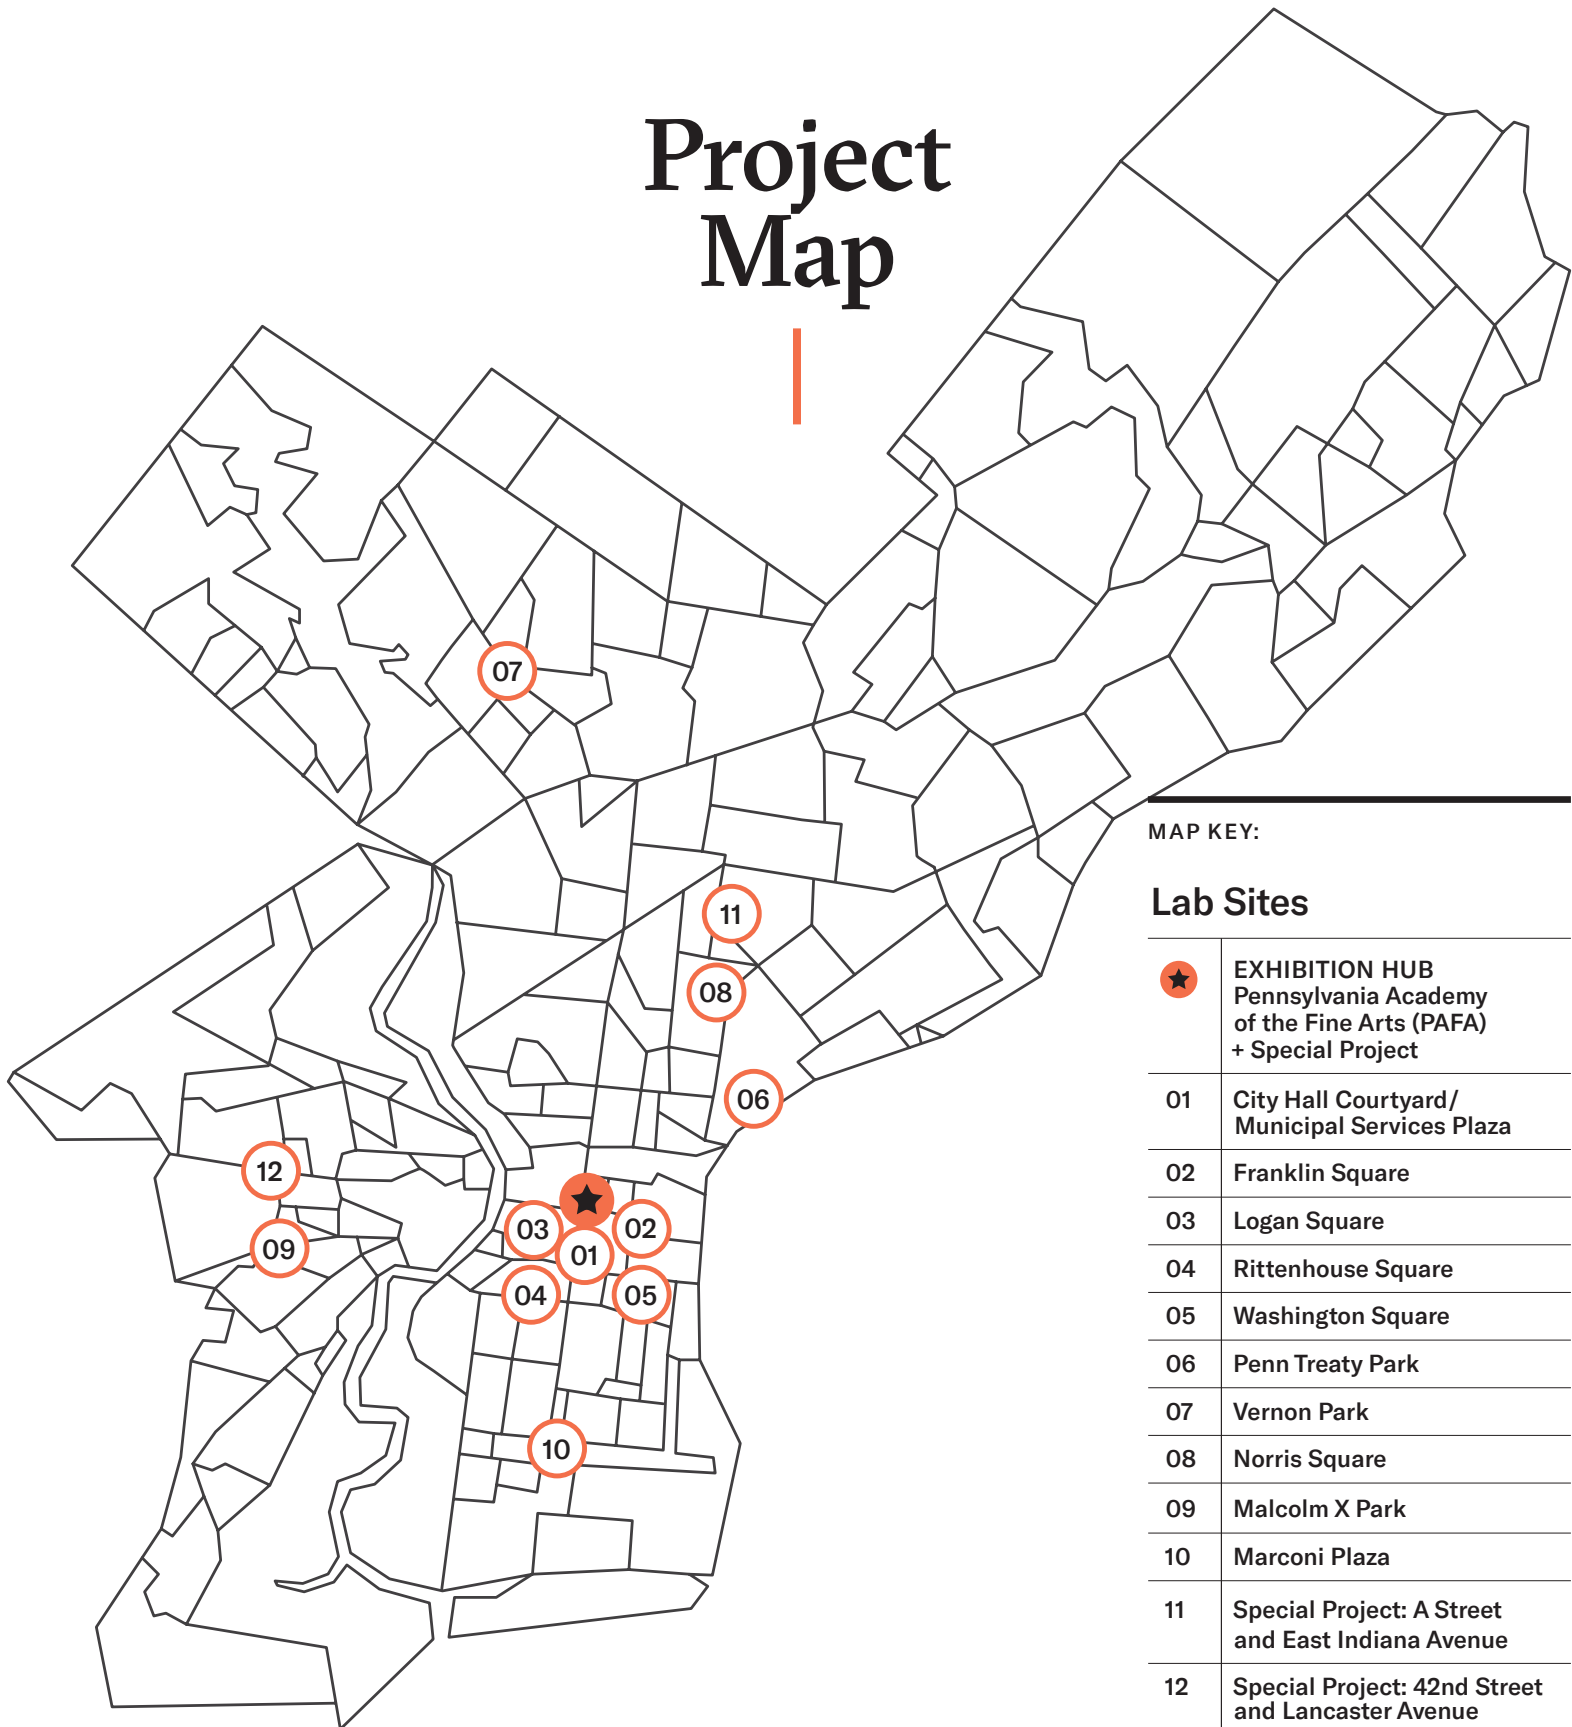 Project
Map
07
11
08
06
12
03
02
01
09
04
05
10
MAP KEY:
Lab Sites
EXHIBITION HUB
Pennsylvania Academy
of the Fine Arts (PAFA)
+ Special Project
01 City Hall Courtyard/
Municipal Services Plaza
02 Franklin Square
03 Logan Square
04 Rittenhouse Square
05 Washington Square
06 Penn Treaty Park
07 Vernon Park
08 Norris Square
09 Malcolm X Park
10 Marconi Plaza
11 Special Project: A Street
and East Indiana Avenue
12 Special Project: 42nd Street
and Lancaster Avenue